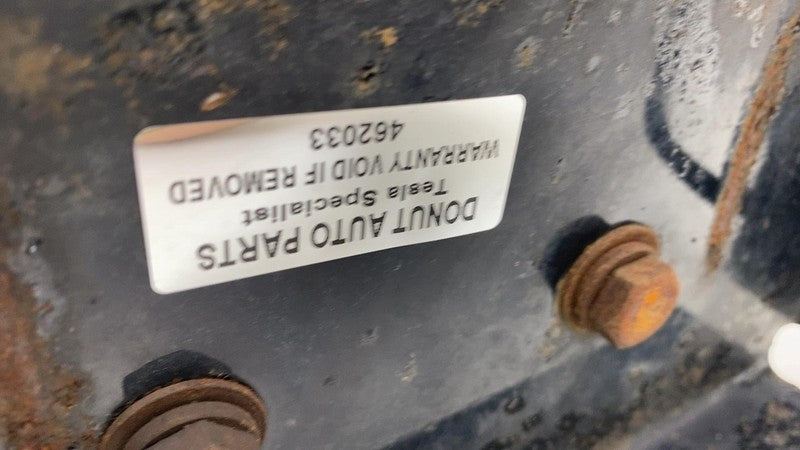 DONUT AUTO PARTS
Tesla Specialist
WARRANTY VOID IF REMOVED
462033